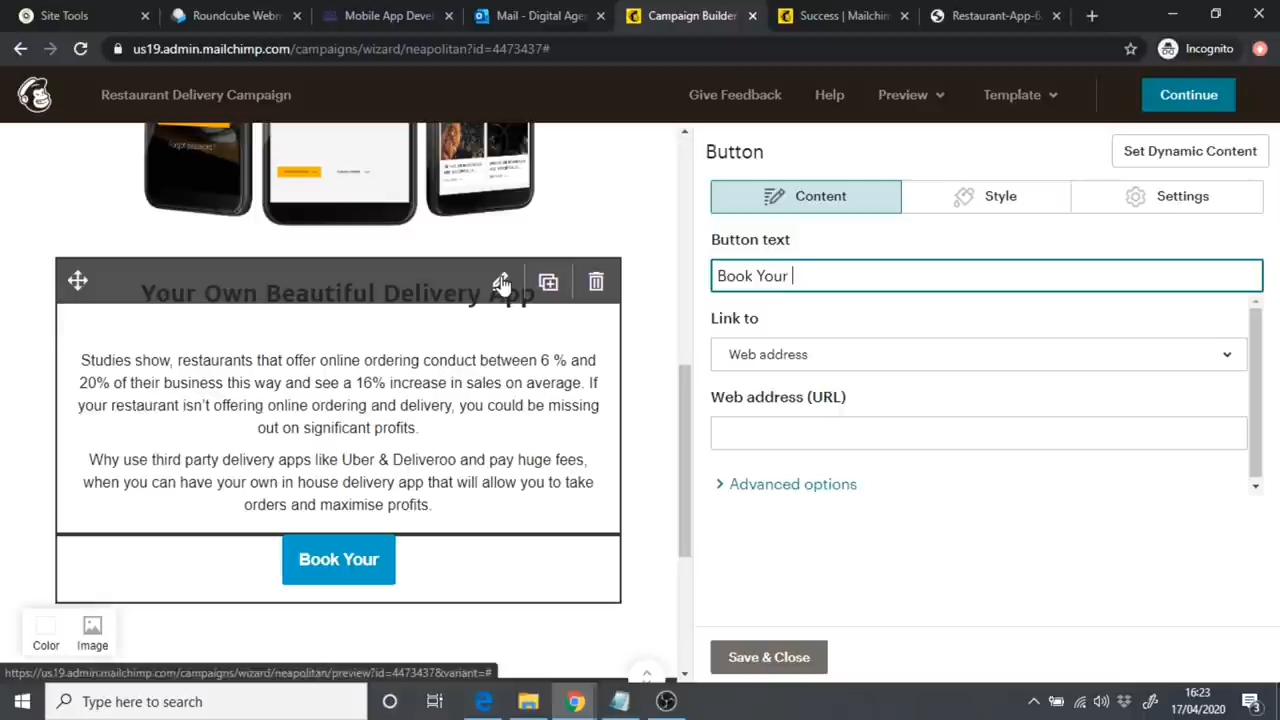 Site Tools
Roundcube Webm
Mobile App Devel
Mail - Digital Age
Campaign Builder
Success | Mailchim
Restaurant-App-6.
us19.admin.mailchimp.com/campaigns/wizard/neapolitan?id=4473437#
Incognito
Restaurant Delivery Campaign
Give Feedback
Help
Preview
Template
Continue
Forgot password?
Button
Set Dynamic Content
Content
Style
Settings
Button text
Book Your
Link to
Web address
Web address (URL)
Advanced options
Save & Close
Your Own Beautiful Delivery App
Studies show, restaurants that offer online ordering conduct between 6 % and
20% of their business this way and see a 16% increase in sales on average. If
your restaurant isn't offering online ordering and delivery, you could be missing
out on significant profits.
Why use third party delivery apps like Uber & Deliveroo and pay huge fees,
when you can have your own in house delivery app that will allow you to take
orders and maximise profits.
Book Your
Color
Image
https://us19.admin.mailchimp.com/campaigns/wizard/neapolitan/preview?id=4473437&variant=#
Type here to search
16:23
17/04/2020
3